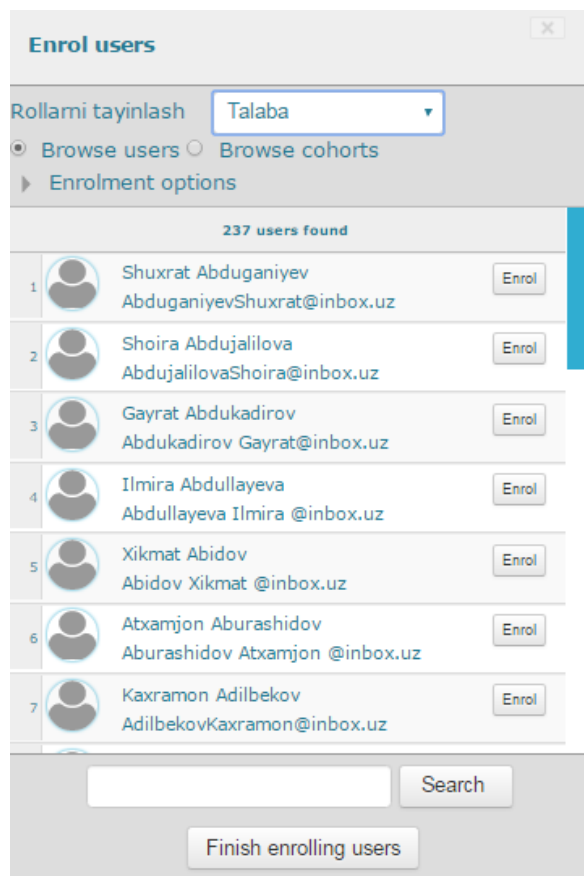 Enrol users
Rollarni tayinlash Talaba
Browse users Browse cohorts
Enrolment options
237 users found
1 Shuxrat Abduganiyev Enrol
AbduganiyevShuxrat@inbox.uz
2 Shoira Abdujalilova Enrol
AbdujalilovaShoira@inbox.uz
3 Gayrat Abdukadirov Enrol
Abdukadirov Gayrat@inbox.uz
4 Ilmira Abdullayeva Enrol
Abdullayeva Ilmira @inbox.uz
5 Xikmat Abidov Enrol
Abidov Xikmat @inbox.uz
6 Atxamjon Aburashidov Enrol
Aburashidov Atxamjon @inbox.uz
7 Kaxramon Adilbekov Enrol
AdilbekovKaxramon@inbox.uz
Search
Finish enrolling users